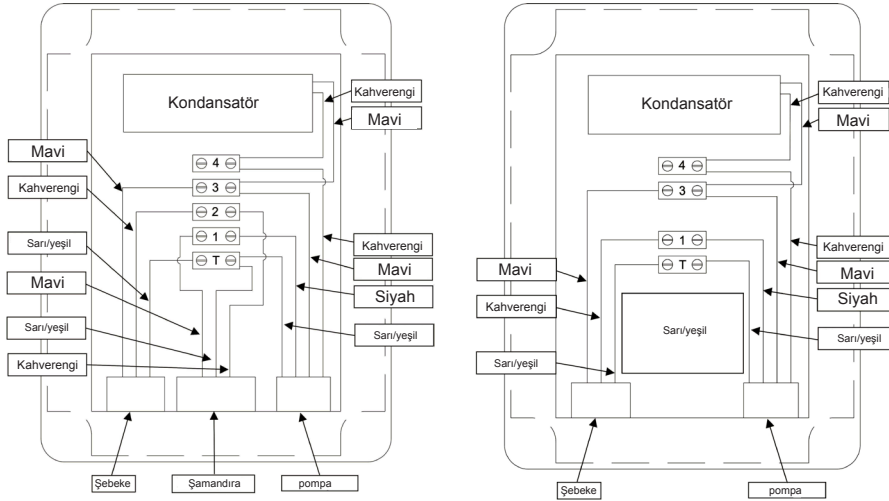 Kondansatör
Kahverengi
Mavi
4
3
2
1
T
Mavi
Kahverengi
Sarı/yeşil
Mavi
Sarı/yeşil
Kahverengi
Kahverengi
Mavi
Siyah
Sarı/yeşil
Şebeke
Şamandıra
pompa
Kondansatör
Kahverengi
Mavi
4
3
1
T
Mavi
Kahverengi
Sarı/yeşil
Sarı/yeşil
Kahverengi
Mavi
Siyah
Sarı/yeşil
Şebeke
pompa